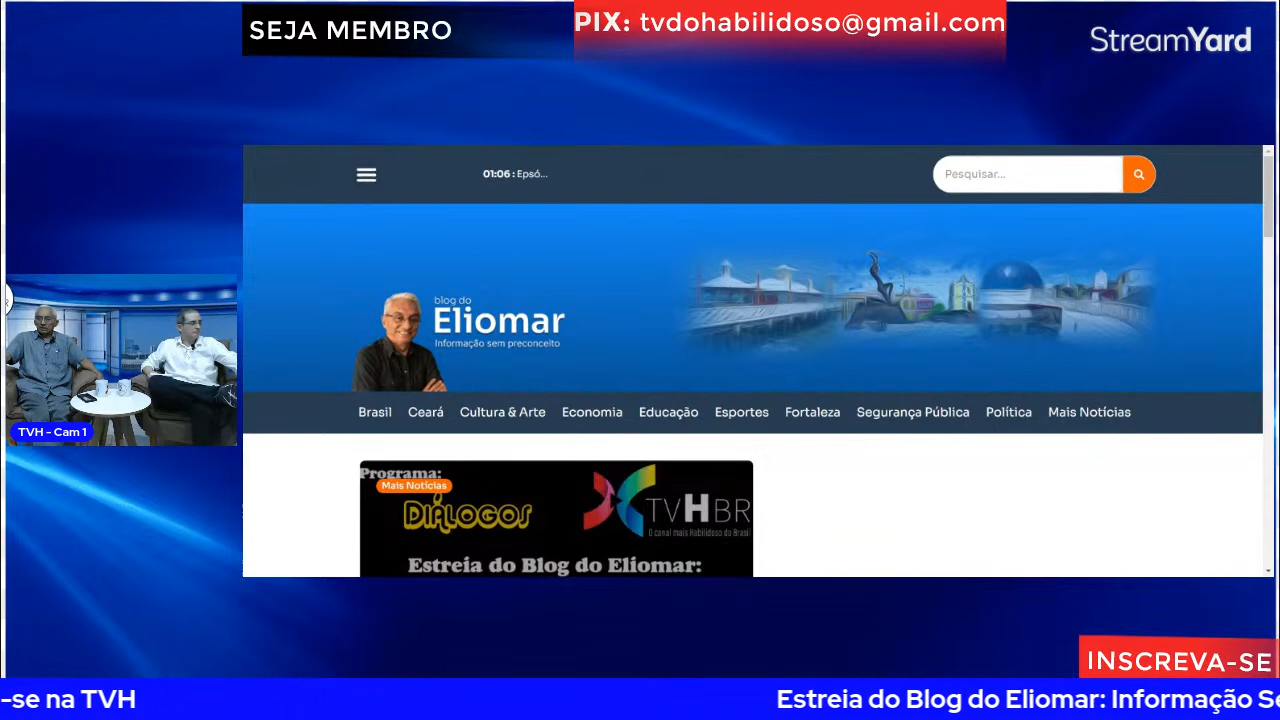 SEJA MEMBRO
PIX: tvdohabilidoso@gmail.com
StreamYard
01:06 : Epsó...
Pesquisar...
blog do
Eliomar
Informação sem preconceito
Brasil Ceará Cultura & Arte Economia Educação Esportes Fortaleza Segurança Pública Política Mais Notícias
Programa:
Mais Notícias
DIÁLOGOS
TVHBR
O canal mais Habilidoso do Brasil
Estreia do Blog do Eliomar:
TVH - Cam 1
INSCREVA-SE
-se na TVH
Estreia do Blog do Eliomar: Informação Se